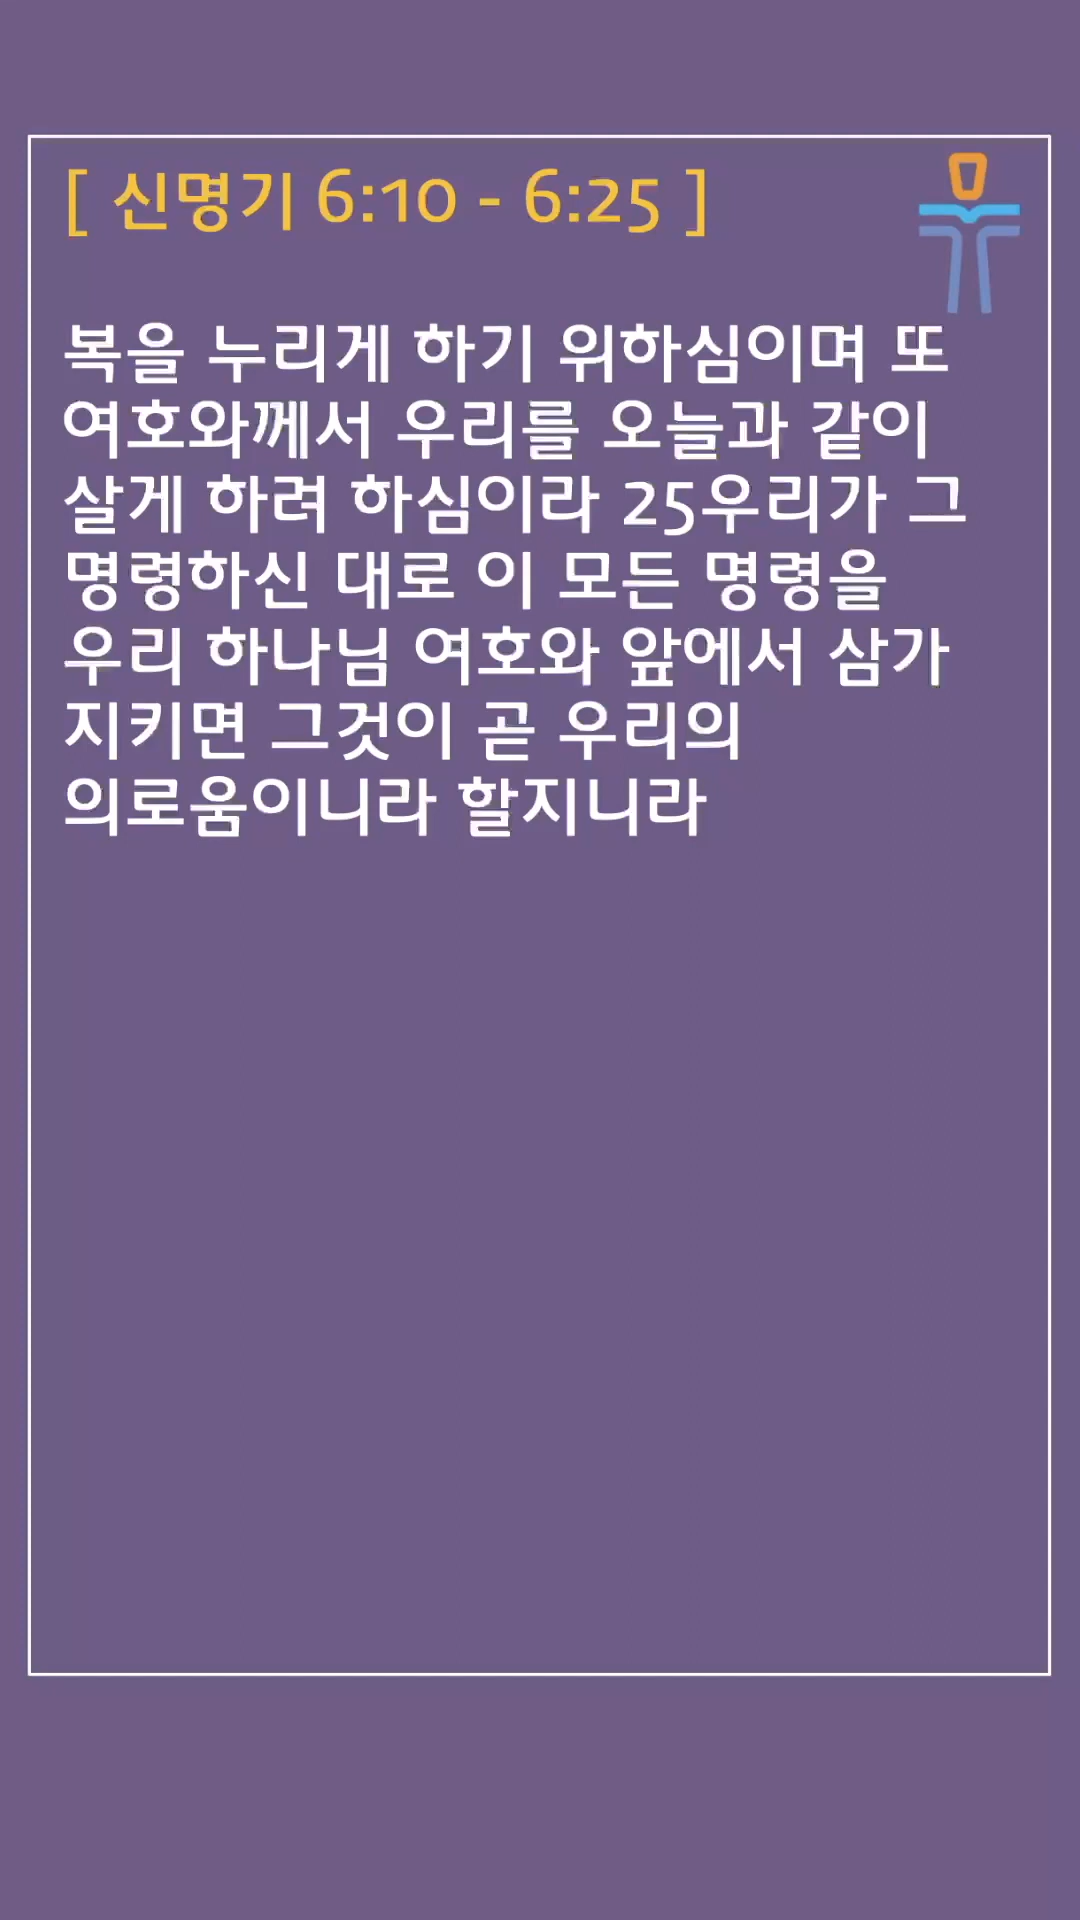 [ 신명기 6:10 - 6:25 ]
복을 누리게 하기 위하심이며 또
여호와께서 우리를 오늘과 같이
살게 하려 하심이라 25우리가 그
명령하신 대로 이 모든 명령을
우리 하나님 여호와 앞에서 삼가
지키면 그것이 곧 우리의
의로움이니라 할지니라